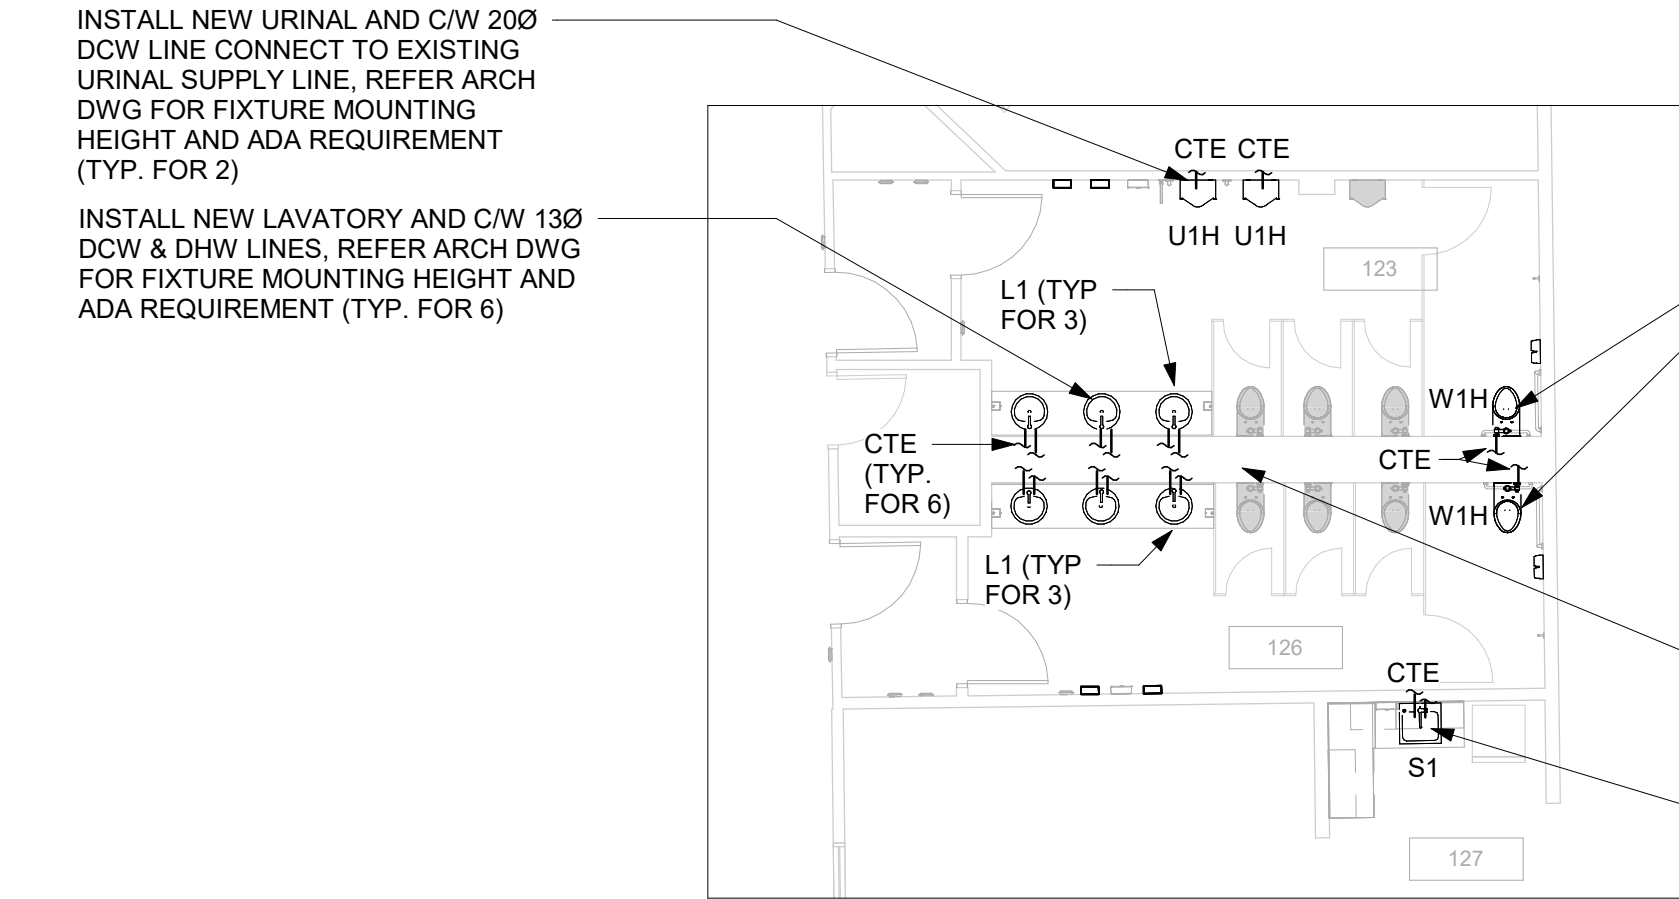 INSTALL NEW URINAL AND C/W 20Ø
DCW LINE CONNECT TO EXISTING
URINAL SUPPLY LINE, REFER ARCH
DWG FOR FIXTURE MOUNTING
HEIGHT AND ADA REQUIREMENT
(TYP. FOR 2)
INSTALL NEW LAVATORY AND C/W 13Ø
DCW & DHW LINES, REFER ARCH DWG
FOR FIXTURE MOUNTING HEIGHT AND
ADA REQUIREMENT (TYP. FOR 6)
CTE CTE
U1H U1H
123
L1 (TYP
FOR 3)
W1H
CTE
(TYP.
FOR 6)
CTE
W1H
L1 (TYP
FOR 3)
126
CTE
S1
127